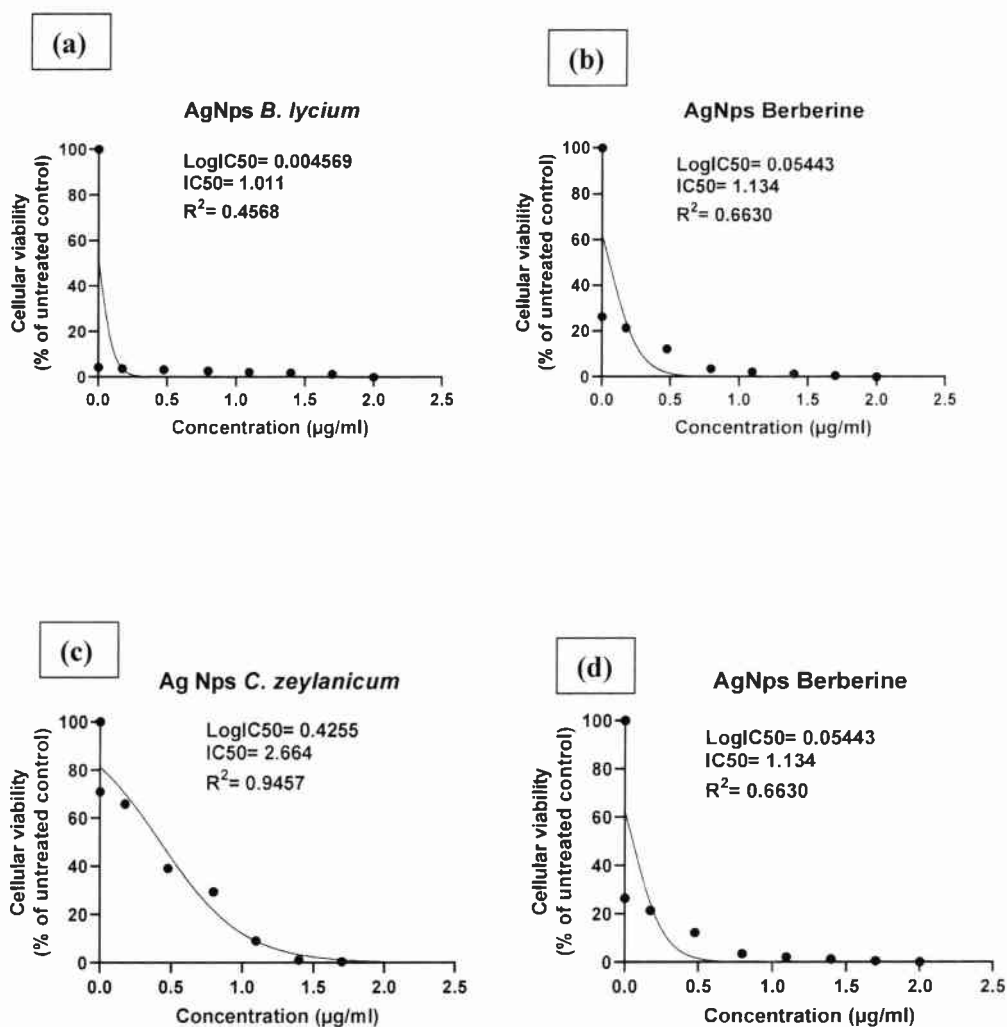 (a)
AgNps B. lycium
LogIC50= 0.004569
IC50= 1.011
R²= 0.4568
Cellular viability
(% of untreated control)
100
80
60
40
20
0
0.0 0.5 1.0 1.5 2.0 2.5
Concentration (µg/ml)
(b)
AgNps Berberine
LogIC50= 0.05443
IC50= 1.134
R²= 0.6630
Cellular viability
(% of untreated control)
100
80
60
40
20
0
0.0 0.5 1.0 1.5 2.0 2.5
Concentration (µg/ml)
(c)
Ag Nps C. zeylanicum
LogIC50= 0.4255
IC50= 2.664
R²= 0.9457
Cellular viability
(% of untreated control)
100
80
60
40
20
0
0.0 0.5 1.0 1.5 2.0 2.5
Concentration (µg/ml)
(d)
AgNps Berberine
LogIC50= 0.05443
IC50= 1.134
R²= 0.6630
Cellular viability
(% of untreated control)
100
80
60
40
20
0
0.0 0.5 1.0 1.5 2.0 2.5
Concentration (µg/ml)